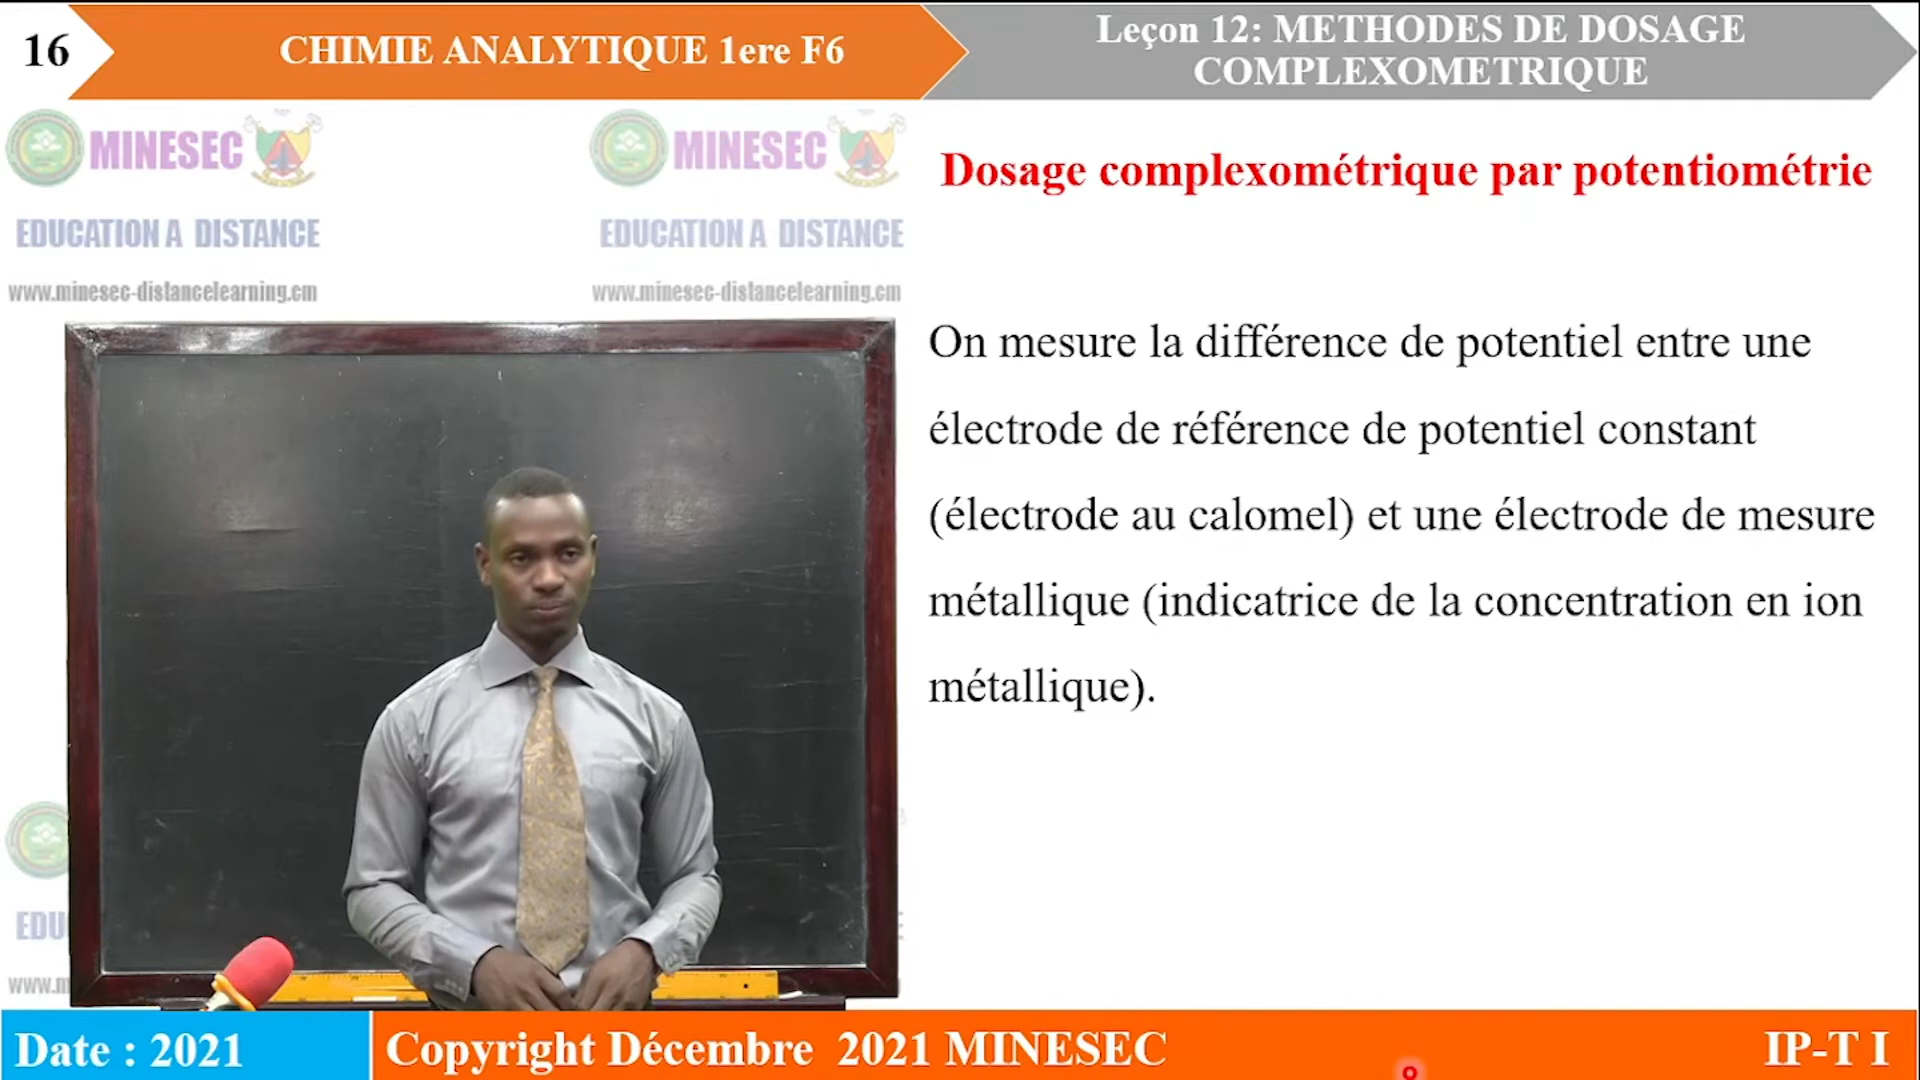 16
CHIMIE ANALYTIQUE 1ere F6
Leçon 12: METHODES DE DOSAGE
COMPLEXOMETRIQUE
MINESEC
EDUCATION A DISTANCE
www.minesec-distancelearning.cm
MINESEC
EDUCATION A DISTANCE
www.minesec-distancelearning.cm
Dosage complexométrique par potentiométrie
On mesure la différence de potentiel entre une
électrode de référence de potentiel constant
(électrode au calomel) et une électrode de mesure
métallique (indicatrice de la concentration en ion
métallique).
EDU
www.m
Date : 2021
Copyright Décembre 2021 MINESEC
IP-T I